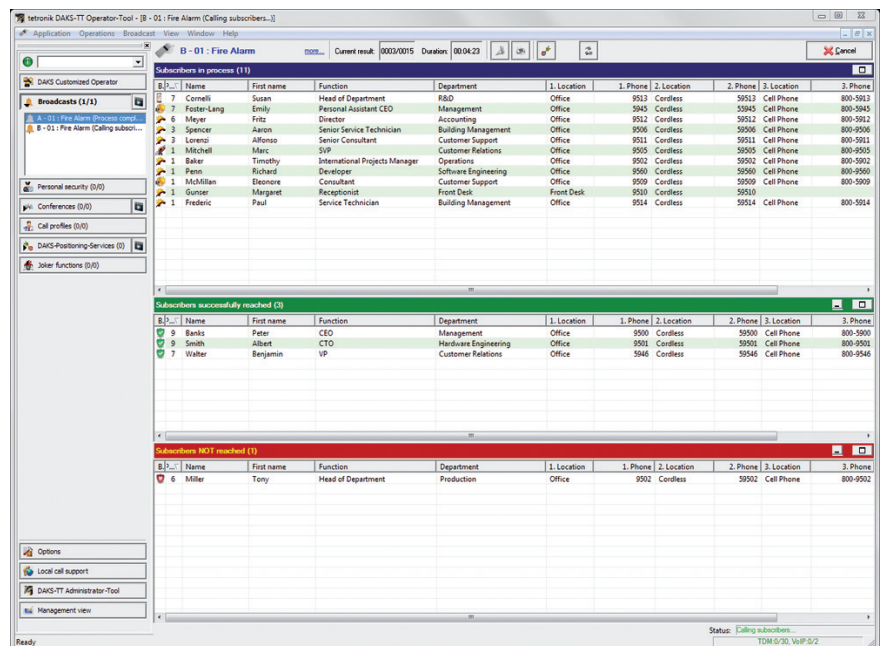 tetronik DAKS-TT Operator-Tool - [B - 01 : Fire Alarm (Calling subscribers...)]
Application Operations Broadcast View Window Help
B - 01 : Fire Alarm more... Current result: 0003/0015 Duration: 00:04:23 Cancel
DAKS Customized Operator
Broadcasts (1/1)
A - 01 : Fire Alarm (Process compl...
B - 01 : Fire Alarm (Calling subscri...
Personal security (0/0)
Conferences (0/0)
Call profiles (0/0)
DAKS-Positioning-Services (0)
Joker functions (0/0)
Options
Local call support
DAKS-TT Administrator-Tool
Management view
Subscribers in process (11)
Name First name Function Department 1. Location 1. Phone 2. Location 2. Phone 3. Location 3. Phone
7 Cornelli Susan Head of Department R&D Office 9513 Cordless 59513 Cell Phone 800-5913
7 Foster-Lang Emily Personal Assistant CEO Management Office 5945 Cordless 55945 Cell Phone 800-5945
6 Meyer Fritz Director Accounting Office 9512 Cordless 59512 Cell Phone 800-5912
3 Spencer Aaron Senior Service Technician Building Management Office 9506 Cordless 59506 Cell Phone 800-9506
3 Lorenzi Alfonso Senior Consultant Customer Support Office 9511 Cordless 59511 Cell Phone 800-5911
1 Mitchell Marc SVP Customer Relations Office 9505 Cordless 59505 Cell Phone 800-9505
1 Baker Timothy International Projects Manager Operations Office 9502 Cordless 59502 Cell Phone 800-5902
1 Penn Richard Developer Software Engineering Office 9560 Cordless 59560 Cell Phone 800-9560
1 McMillan Eleonore Consultant Customer Support Office 9509 Cordless 59509 Cell Phone 800-5909
1 Gunser Margaret Receptionist Front Desk Front Desk 9510 Cordless 59510
1 Frederic Paul Service Technician Building Management Office 9514 Cordless 59514 Cell Phone 800-5914
Subscribers successfully reached (3)
Name First name Function Department 1. Location 1. Phone 2. Location 2. Phone 3. Location 3. Phone
9 Banks Peter CEO Management Office 9500 Cordless 59500 Cell Phone 800-5900
9 Smith Albert CTO Hardware Engineering Office 9501 Cordless 59501 Cell Phone 800-9501
7 Walter Benjamin VP Customer Relations Office 5946 Cordless 59546 Cell Phone 800-9546
Subscribers NOT reached (1)
Name First name Function Department 1. Location 1. Phone 2. Location 2. Phone 3. Location 3. Phone
6 Miller Tony Head of Department Production Office 9502 Cordless 59502 Cell Phone 800-9502
Status: Calling subscribers...
Ready TDM:0/30, VoIP:0/2